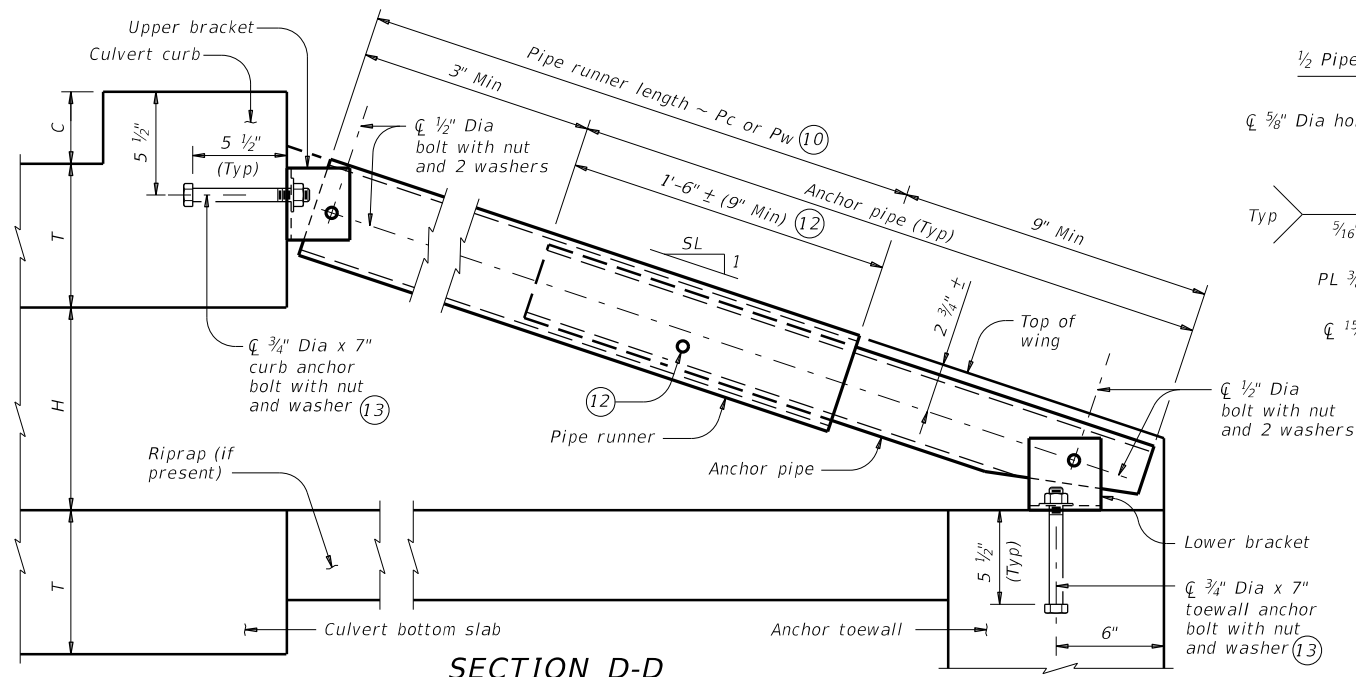 Upper bracket
Culvert curb
C
T
H
T
5 ½"
5 ½"
(Typ)
Pipe runner length ~ Pc or Pw 10
3" Min
℄ ½" Dia
bolt with nut
and 2 washers
1'-6" ± (9" Min) 12
Anchor pipe (Typ)
9" Min
SL
1
2 ¾" ±
Top of
wing
℄ ¾" Dia x 7"
curb anchor
bolt with nut
and washer 13
12
Pipe runner
Anchor pipe
Riprap (if
present)
℄ ½" Dia
bolt with nut
and 2 washers
5 ½"
(Typ)
Lower bracket
℄ ¾" Dia x 7"
toewall anchor
bolt with nut
and washer 13
6"
Culvert bottom slab
Anchor toewall
SECTION D-D
½ Pipe
℄ ⅝" Dia ho
Typ
5/16"
PL
℄